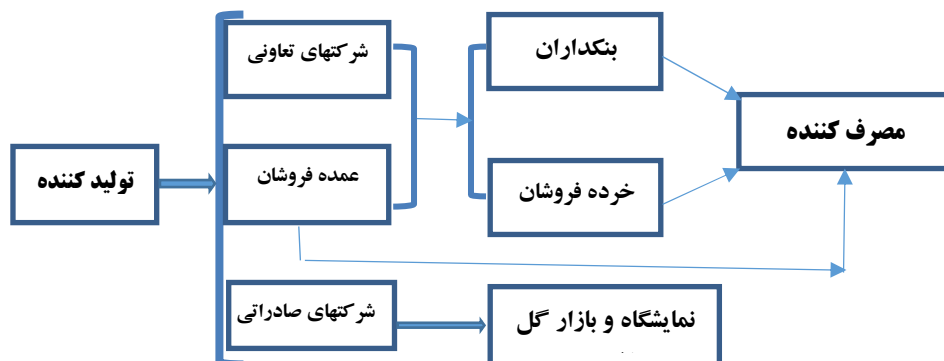 شرکتهای تعاونی
بنکداران
مصرف کننده
تولید کننده
عمده فروشان
خرده فروشان
شرکتهای صادراتی
نمایشگاه و بازار گل